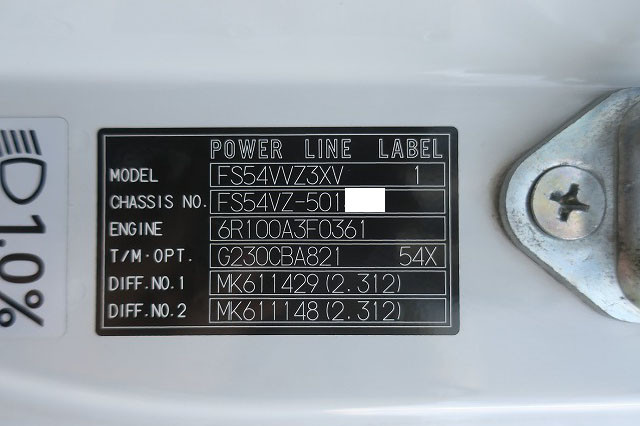 POWER LINE LABEL
MODEL FS54VVZ3XV 1
CHASSIS NO. FS54VZ-501
ENGINE 6R100A3F0361
T/M·OPT. G230CBA821 54X
DIFF.NO.1 MK611429(2.312)
DIFF.NO.2 MK611148(2.312)
1.0%